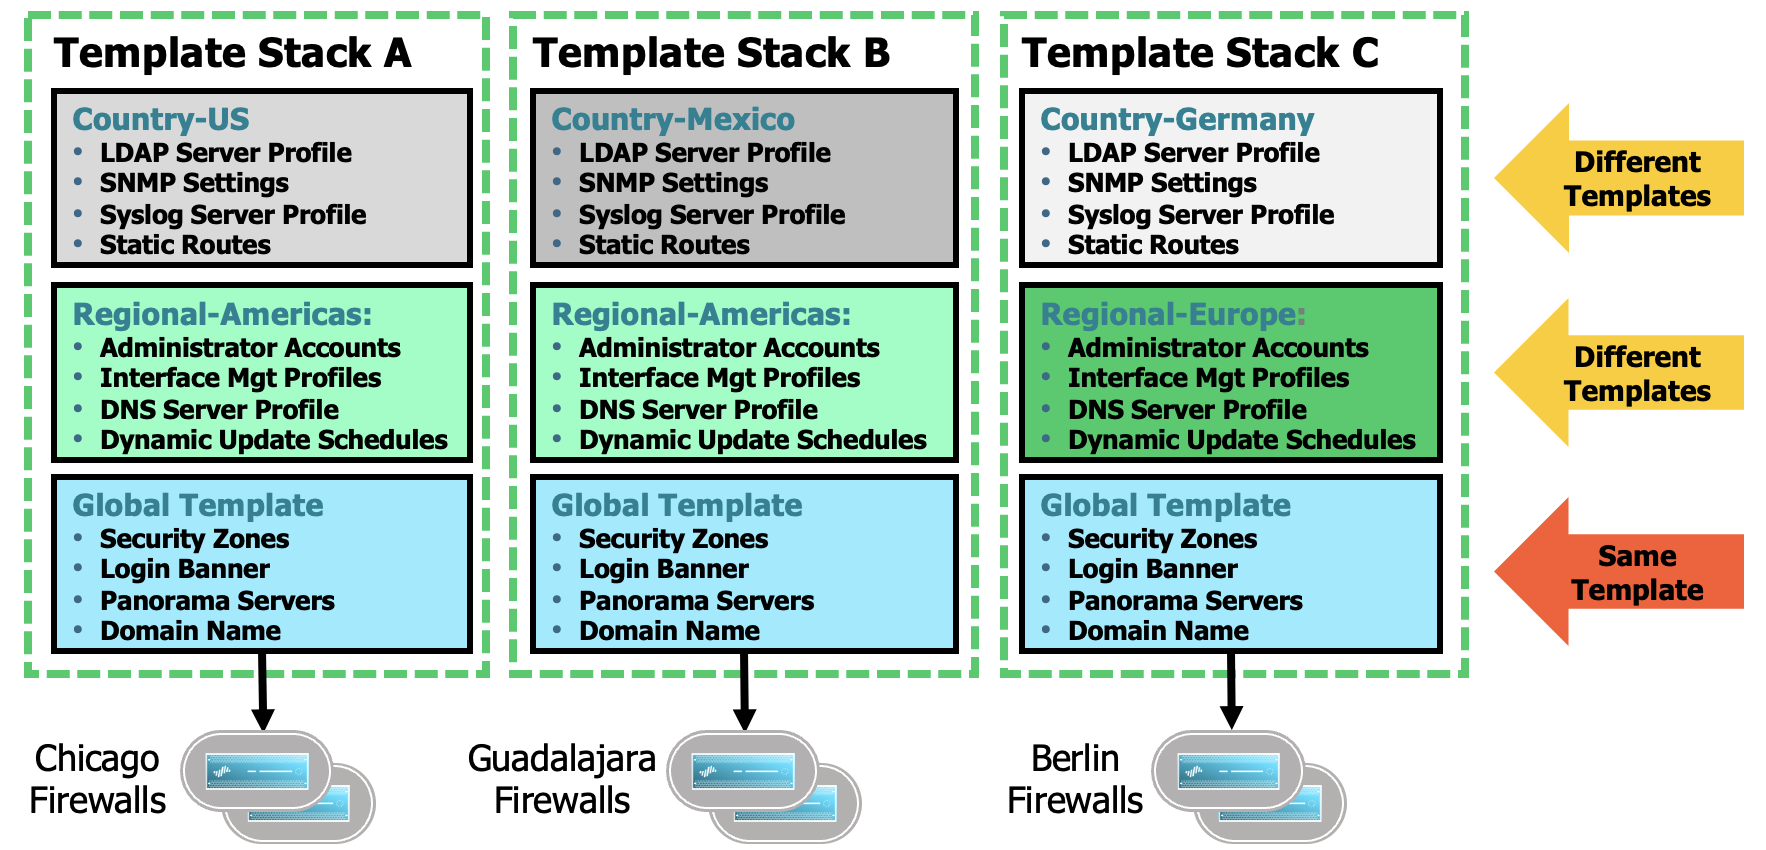 Template Stack A
Country-US
• LDAP Server Profile
• SNMP Settings
• Syslog Server Profile
• Static Routes
Regional-Americas:
• Administrator Accounts
• Interface Mgt Profiles
• DNS Server Profile
• Dynamic Update Schedules
Global Template
• Security Zones
• Login Banner
• Panorama Servers
• Domain Name
Chicago
Firewalls
Template Stack B
Country-Mexico
• LDAP Server Profile
• SNMP Settings
• Syslog Server Profile
• Static Routes
Regional-Americas:
• Administrator Accounts
• Interface Mgt Profiles
• DNS Server Profile
• Dynamic Update Schedules
Global Template
• Security Zones
• Login Banner
• Panorama Servers
• Domain Name
Guadalajara
Firewalls
Template Stack C
Country-Germany
• LDAP Server Profile
• SNMP Settings
• Syslog Server Profile
• Static Routes
Regional-Europe:
• Administrator Accounts
• Interface Mgt Profiles
• DNS Server Profile
• Dynamic Update Schedules
Global Template
• Security Zones
• Login Banner
• Panorama Servers
• Domain Name
Berlin
Firewalls
Different
Templates
Different
Templates
Same
Template